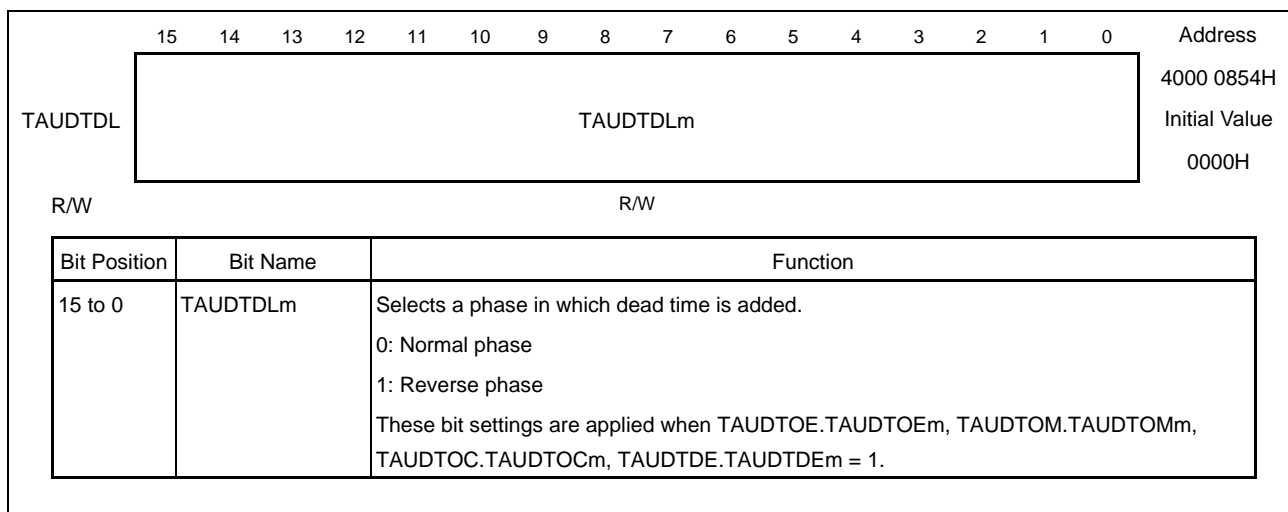 15 14 13 12 11 10 9 8 7 6 5 4 3 2 1 0 Address
4000 0854H
TAUDTDL TAUDTDLm Initial Value
0000H
R/W R/W
Bit Position Bit Name Function
15 to 0 TAUDTDLm Selects a phase in which dead time is added.
0: Normal phase
1: Reverse phase
These bit settings are applied when TAUDTOE.TAUDTOEm, TAUDTOM.TAUDTOMm,
TAUDTOC.TAUDTOCm, TAUDTDE.TAUDTDEm = 1.